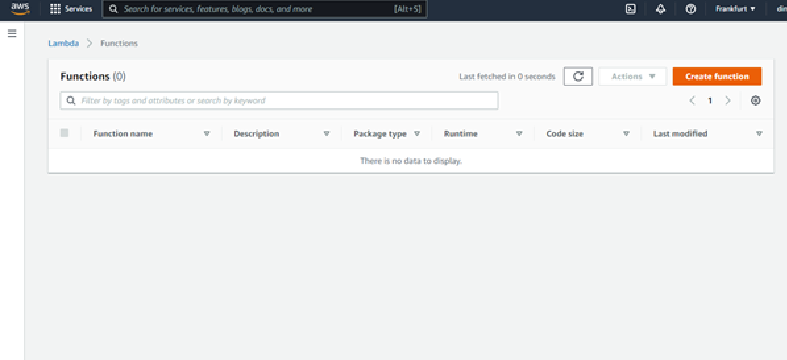 aws Services Search for services, features, blogs, docs, and more [Alt+S] Frankfurt
Lambda Functions
Functions (0) Last fetched in 0 seconds Actions Create function
Filter by tags and attributes or search by keyword 1
Function name Description Package type Runtime Code size Last modified
There is no data to display.